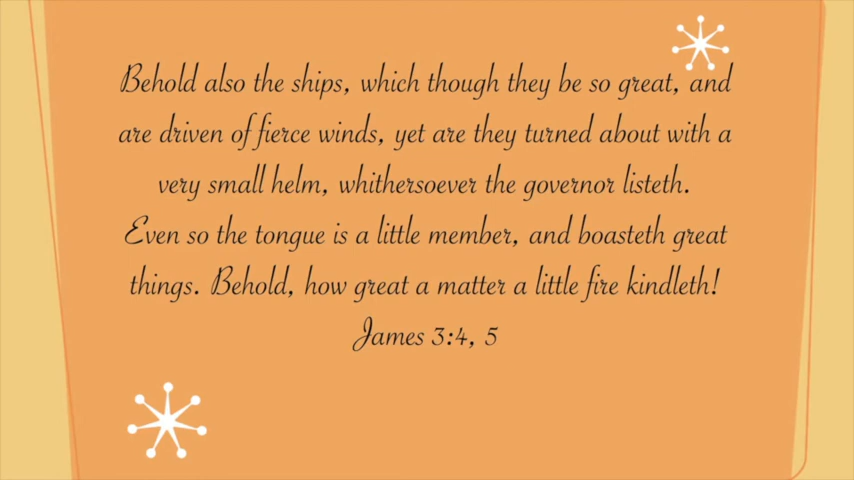 Behold also the ships, which though they be so great, and
are driven of fierce winds, yet are they turned about with a
very small helm, whithersoever the governor listeth.
Even so the tongue is a little member, and boasteth great
things. Behold, how great a matter a little fire kindleth!
James 3:4, 5